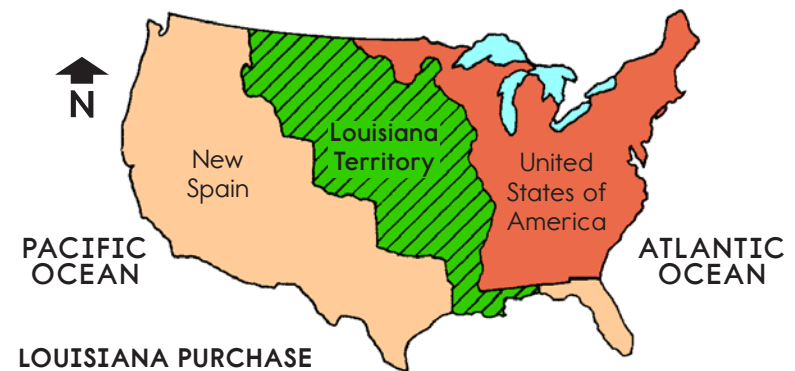 N
Louisiana
Territory
New
Spain
United
States of
America
PACIFIC
OCEAN
ATLANTIC
OCEAN
LOUISIANA PURCHASE